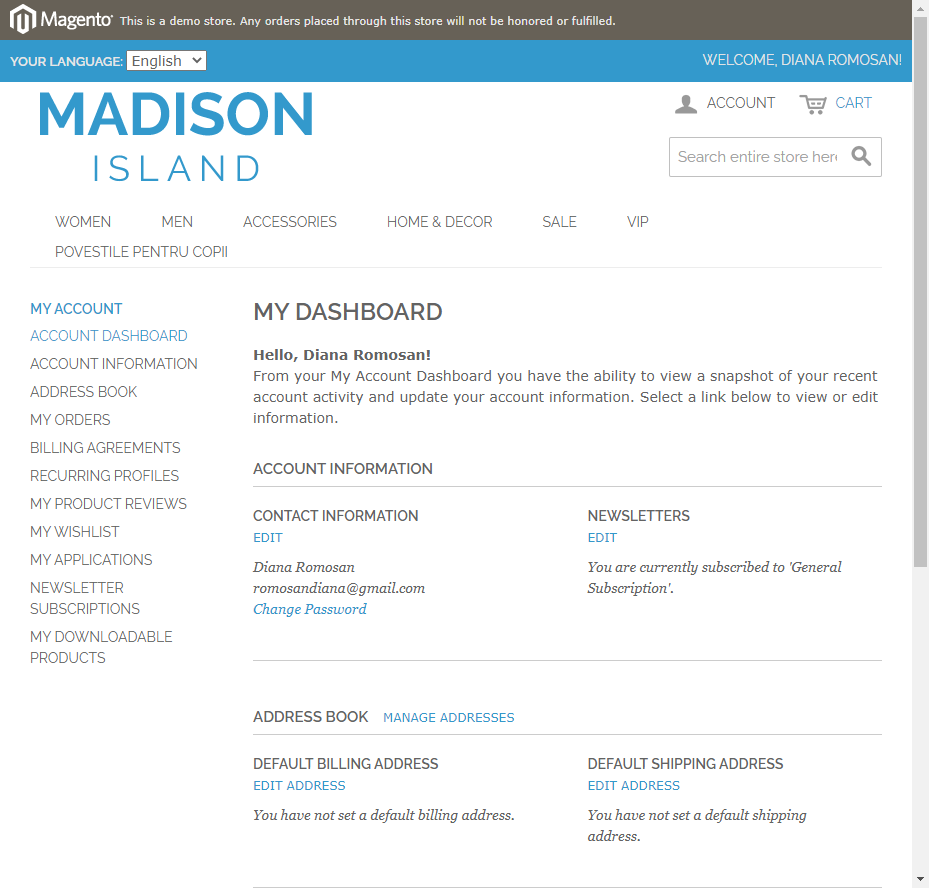 Magento This is a demo store. Any orders placed through this store will not be honored or fulfilled.
YOUR LANGUAGE: English
WELCOME, DIANA ROMOSAN!
MADISON
ISLAND
ACCOUNT
CART
Search entire store here
WOMEN MEN ACCESSORIES HOME & DECOR SALE VIP
POVESTILE PENTRU COPII
MY ACCOUNT
ACCOUNT DASHBOARD
ACCOUNT INFORMATION
ADDRESS BOOK
MY ORDERS
BILLING AGREEMENTS
RECURRING PROFILES
MY PRODUCT REVIEWS
MY WISHLIST
MY APPLICATIONS
NEWSLETTER
SUBSCRIPTIONS
MY DOWNLOADABLE
PRODUCTS
MY DASHBOARD
Hello, Diana Romosan!
From your My Account Dashboard you have the ability to view a snapshot of your recent
account activity and update your account information. Select a link below to view or edit
information.
ACCOUNT INFORMATION
CONTACT INFORMATION
EDIT
Diana Romosan
romosandiana@gmail.com
Change Password
NEWSLETTERS
EDIT
You are currently subscribed to 'General
Subscription'.
ADDRESS BOOK MANAGE ADDRESSES
DEFAULT BILLING ADDRESS
EDIT ADDRESS
You have not set a default billing address.
DEFAULT SHIPPING ADDRESS
EDIT ADDRESS
You have not set a default shipping
address.